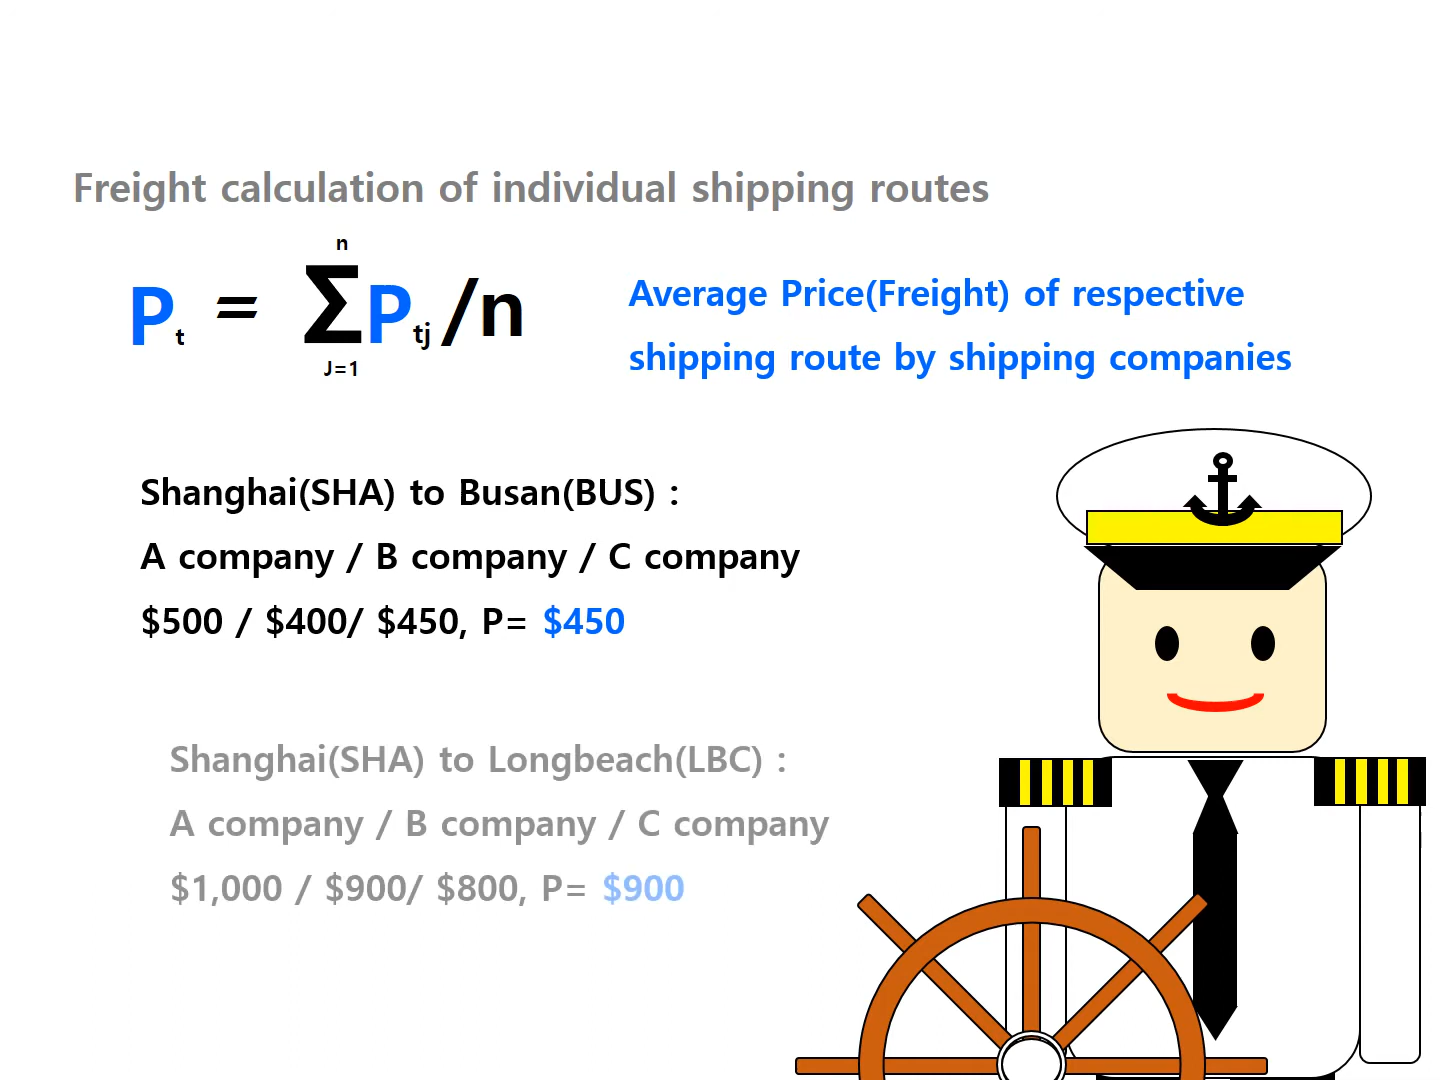 Freight calculation of individual shipping routes
n
Pt = ΣPtj/n
J=1
Average Price(Freight) of respective
shipping route by shipping companies
Shanghai(SHA) to Busan(BUS) :
A company / B company / C company
$500 / $400/ $450, P= $450
Shanghai(SHA) to Longbeach(LBC) :
A company / B company / C company
$1,000 / $900/ $800, P= $900